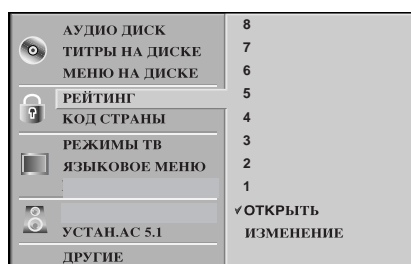 АУДИО ДИСК
ТИТРЫ НА ДИСКЕ
МЕНЮ НА ДИСКЕ
РЕЙТИНГ
КОД СТРАНЫ
РЕЖИМЫ ТВ
ЯЗЫКОВОЕ МЕНЮ
УСТАН.АС 5.1
ДРУГИЕ
8
7
6
5
4
3
2
1
✓ОТКРЫТЬ
ИЗМЕНЕНИЕ